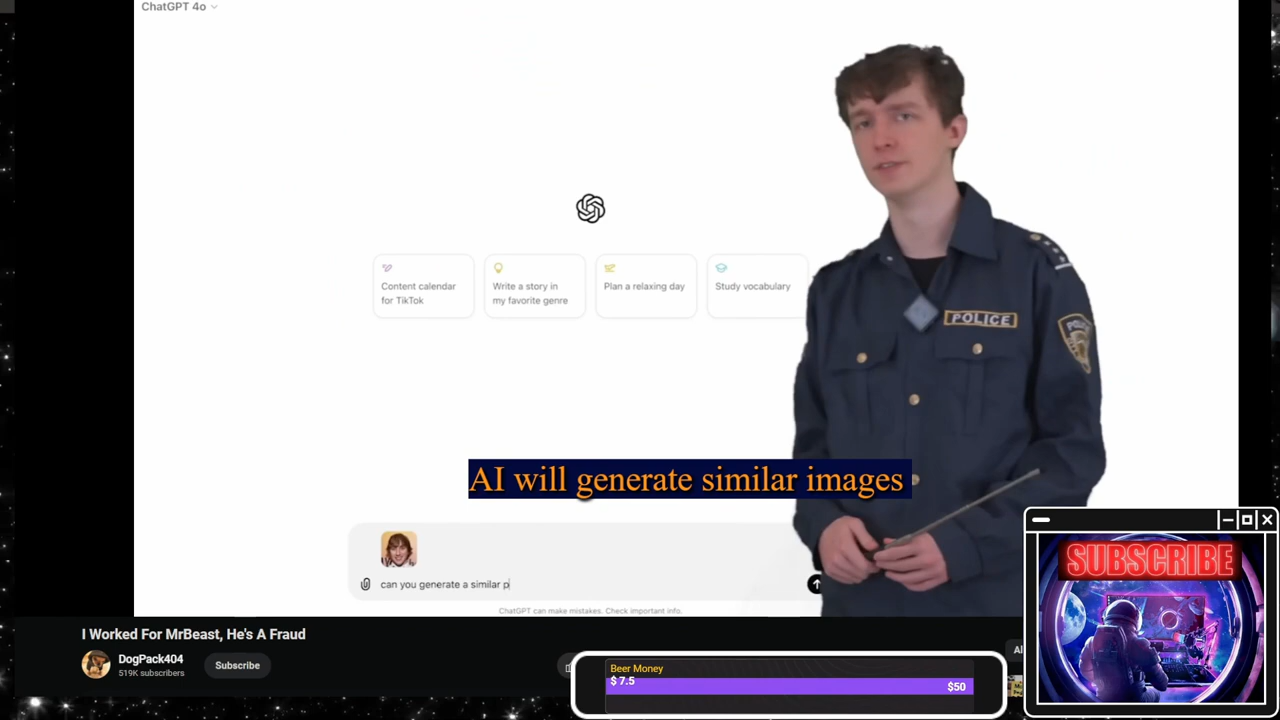 ChatGPT 4o
Content calendar
for TikTok
Write a story in
my favorite genre
Plan a relaxing day
Study vocabulary
POLICE
AI will generate similar images
can you generate a similar p
ChatGPT can make mistakes. Check important info.
SUBSCRIBE
I Worked For MrBeast, He's A Fraud
DogPack404
519K subscribers
Subscribe
Beer Money
$ 7.5
$50